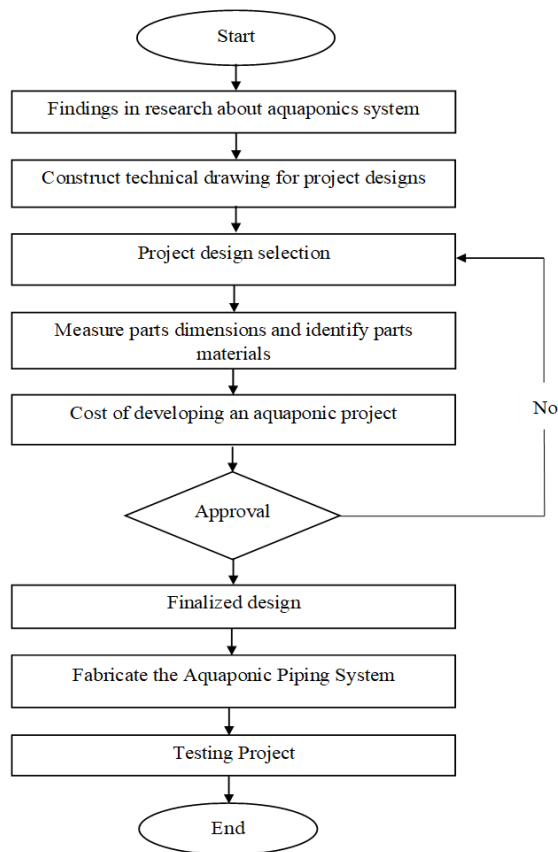 Start
Findings in research about aquaponics system
Construct technical drawing for project designs
Project design selection
Measure parts dimensions and identify parts
materials
Cost of developing an aquaponic project
No
Approval
Finalized design
Fabricate the Aquaponic Piping System
Testing Project
End